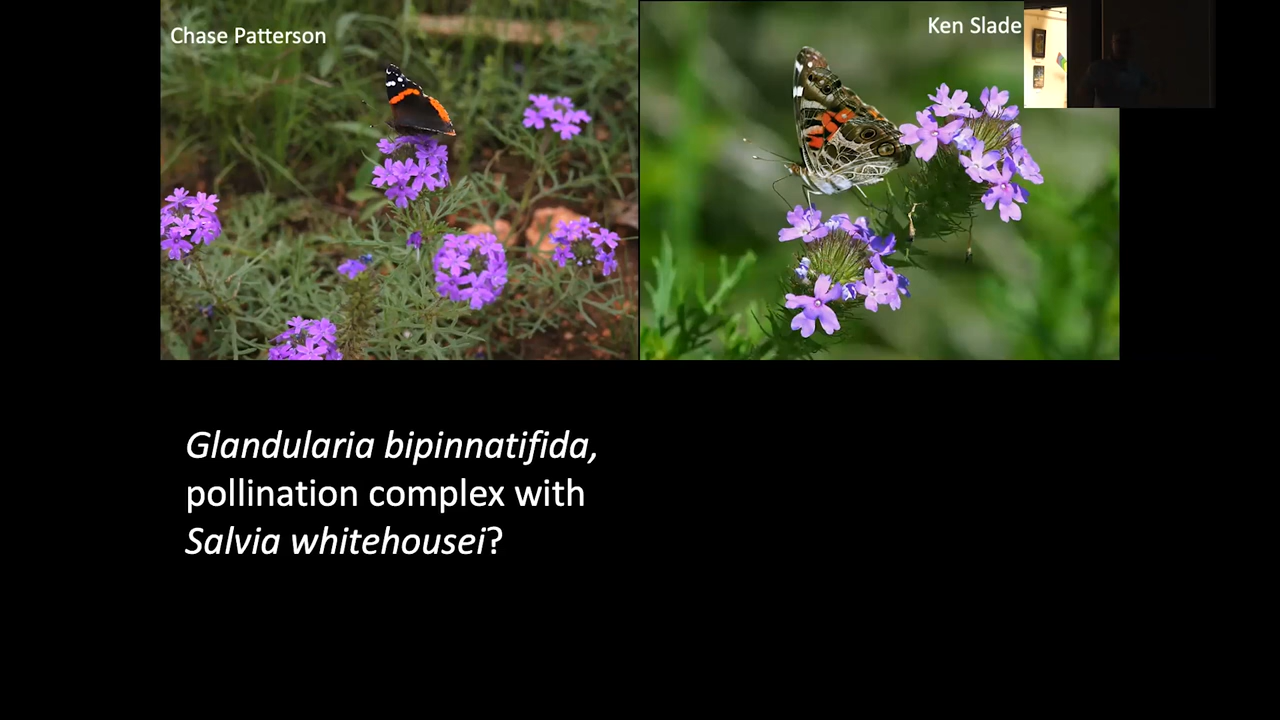 Chase Patterson
Ken Slade
Glandularia bipinnatifida,
pollination complex with
Salvia whitehousei?